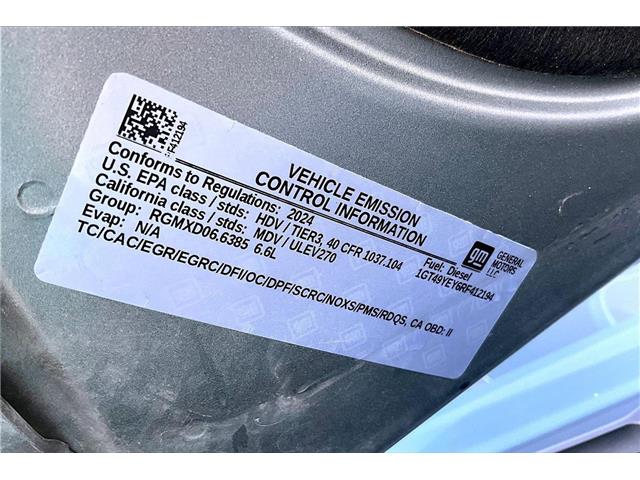 F412194
VEHICLE EMISSION
CONTROL INFORMATION
Conforms to Regulations: 2024
U.S. EPA class / stds: HDV / TIER3, 40 CFR 1037.104
California class / stds: MDV / ULEV270
Group: RGMXD06.6385 6.6L
Evap: N/A
TC/CAC/EGR/EGRC/DFI/OC/DPF/SCRC/NOXS/PMS/RDQS, CA OBD: II
Fuel: Diesel
1GT49YEY6RF412194
gm
GENERAL
MOTORS
LLC